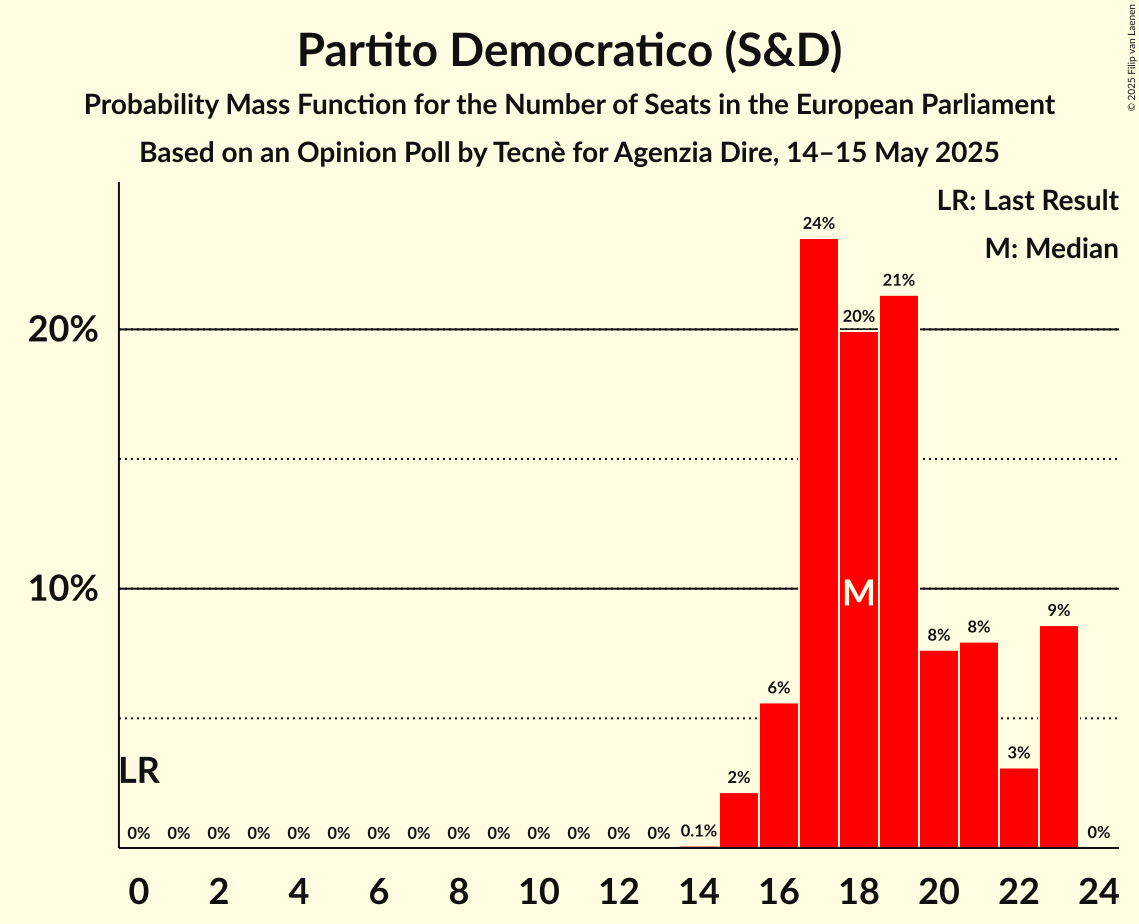 Partito Democratico (S&D)
Probability Mass Function for the Number of Seats in the European Parliament
Based on an Opinion Poll by Tecnè for Agenzia Dire, 14–15 May 2025
© 2025 Filip van Laenen
LR: Last Result
M: Median
24%
21%
20%
20%
10%
M
9%
8%
8%
6%
3%
LR
2%
0% 0% 0% 0% 0% 0% 0% 0% 0% 0% 0% 0% 0% 0% 0.1% 0%
0 2 4 6 8 10 12 14 16 18 20 22 24